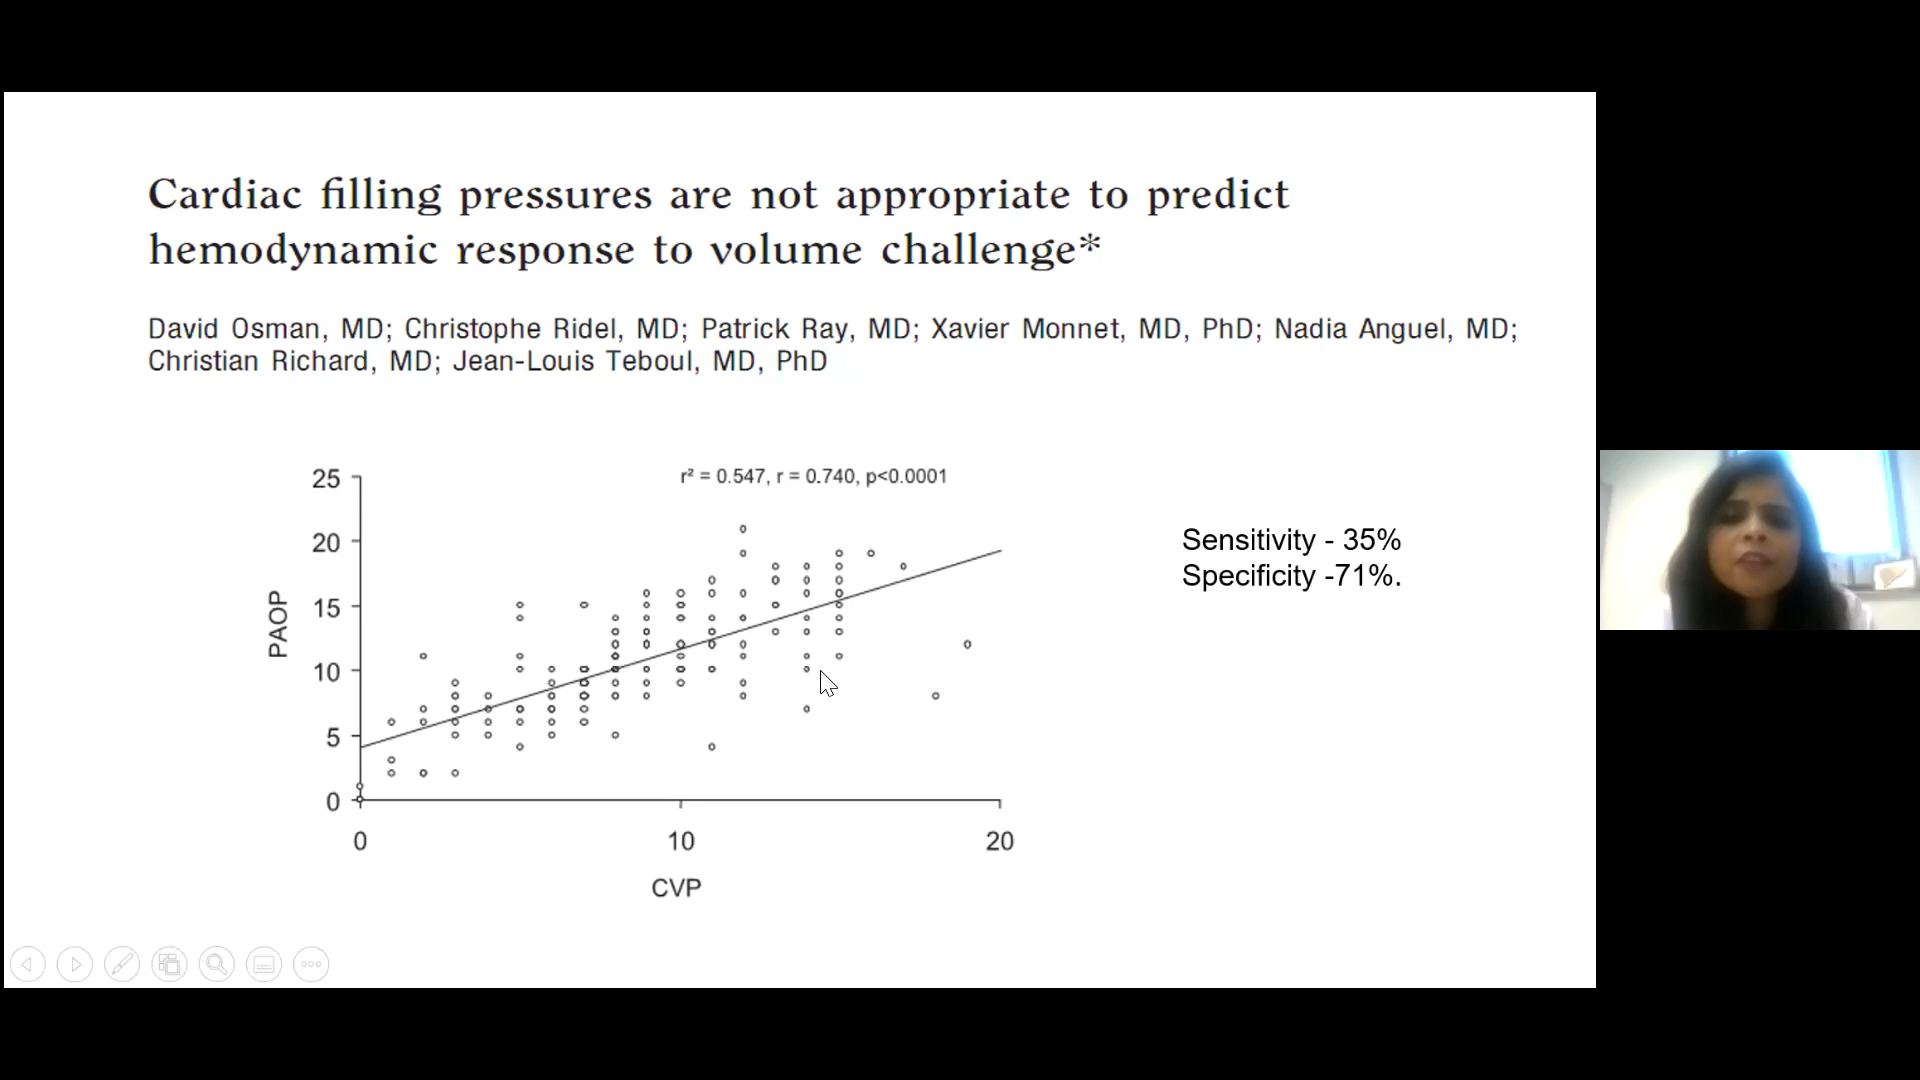 Cardiac filling pressures are not appropriate to predict
hemodynamic response to volume challenge*
David Osman, MD; Christophe Ridel, MD; Patrick Ray, MD; Xavier Monnet, MD, PhD; Nadia Anguel, MD;
Christian Richard, MD; Jean-Louis Teboul, MD, PhD
r² = 0.547, r = 0.740, p<0.0001
25
20
15
10
5
0
PAOP
0 10 20
CVP
Sensitivity - 35%
Specificity -71%.